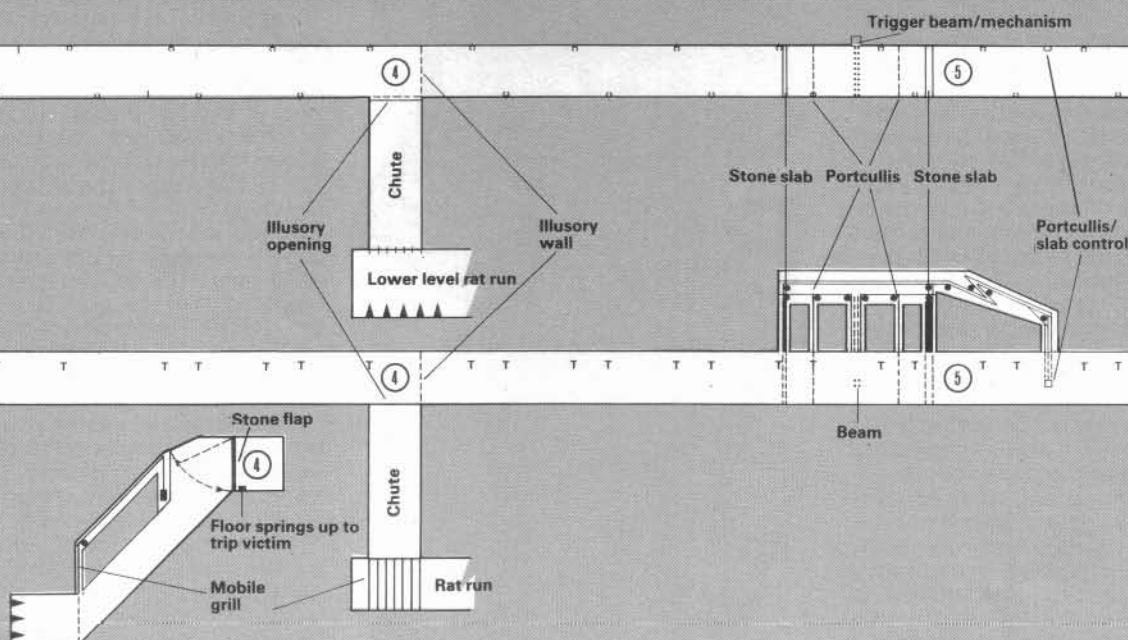 Trigger beam/mechanism
4
5
Chute
Stone slab
Portcullis
Stone slab
Illusory
opening
Illusory
wall
Portcullis/
slab control
Lower level rat run
T T T T T T T T T T T T T T T T T
4
5
Beam
Stone flap
4
Chute
Floor springs up to
trip victim
Mobile
grill
Rat run